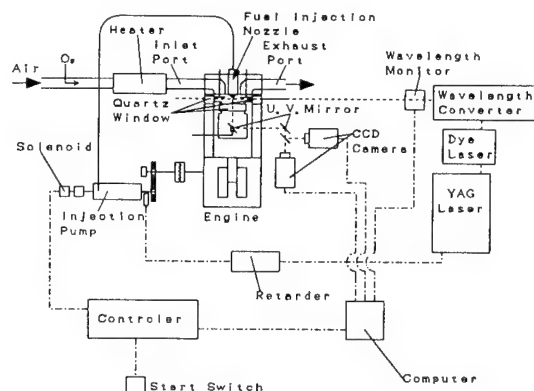 Fuel Injection
Nozzle
Heater
Inlet
Port
Exhaust
Port
Air
O₂
Wavelength
Monitor
Quartz
Window
U.V. Mirror
Wavelength
Converter
CCD
Camera
Dye
Laser
Solenoid
Injection
Pump
Engine
YAG
Laser
Retarder
Controler
Computer
Start Switch